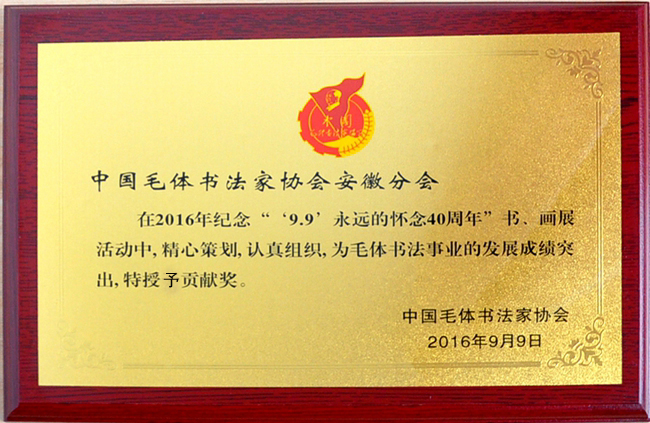 中国毛体书法家协会安徽分会
在2016年纪念“‘9.9’永远的怀念40周年”书、画展
活动中,精心策划,认真组织,为毛体书法事业的发展成绩突
出,特授予贡献奖。
中国毛体书法家协会
2016年9月9日